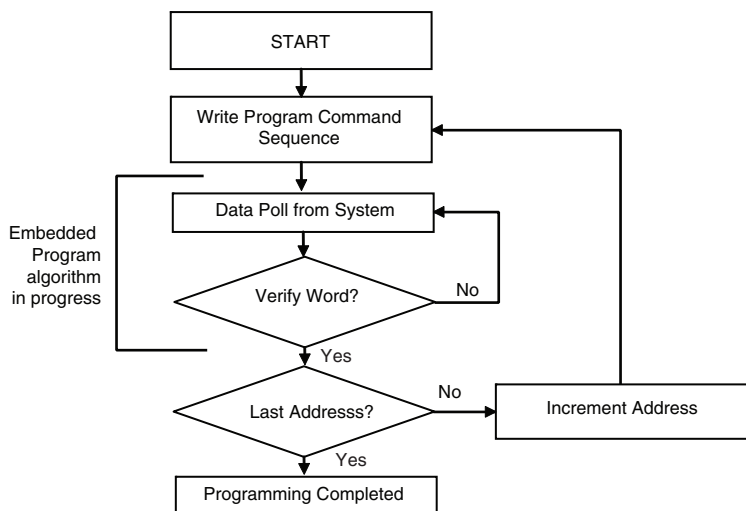 START
Write Program Command
Sequence
Data Poll from System
Embedded
Program
algorithm
in progress
Verify Word?
No
Yes
Last Addresss?
No
Increment Address
Yes
Programming Completed